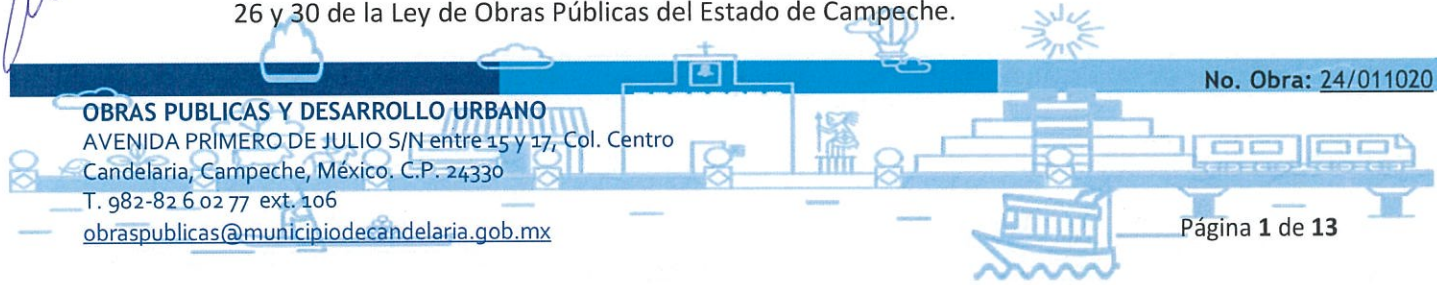 26 y 30 de la Ley de Obras Públicas del Estado de Campeche.
No. Obra: 24/011020
OBRAS PUBLICAS Y DESARROLLO URBANO
AVENIDA PRIMERO DE JULIO S/N entre 15 y 17, Col. Centro
Candelaria, Campeche, México. C.P. 24330
T. 982-82 6 02 77 ext. 106
obraspublicas@municipiodecandelaria.gob.mx
Página 1 de 13